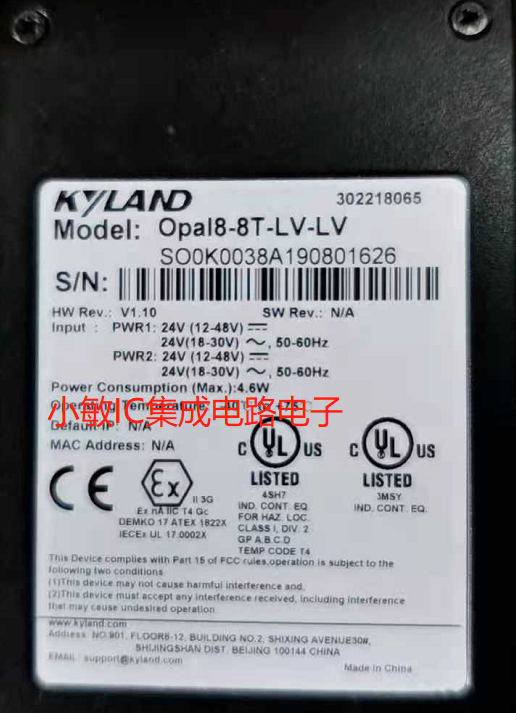 KYLAND 302218065
Model: Opal8-8T-LV-LV
SO0K0038A190801626
S/N:
HW Rev.: V1.10 SW Rev.: N/A
Input : PWR1: 24V (12-48V) ⎓
24V(18-30V) ∼, 50-60Hz
PWR2: 24V (12-48V) ⎓
24V(18-30V) ∼, 50-60Hz
Power Consumption (Max.):4.6W
小敏IC集成电路电子
Operating Temperature:
Default IP: N/A
MAC Address: N/A
CE Ex II 3G
Ex nA IIC T4 Gc
DEMKO 17 ATEX 1822X
IECEx UL 17.0002X
C UL US
LISTED
4SH7
IND. CONT. EQ.
FOR HAZ. LOC.
CLASS I, DIV. 2
GP A.B.C.D
TEMP CODE T4
C UL US
LISTED
3MSY
IND. CONT. EQ.
This Device complies with Part 15 of FCC rules,operation is subject to the
following two conditions
(1)This device may not cause harmful interference and,
(2)This device must accept any interference received, including interference
that may cause undesired operation
www.kyland.com
Address: NO.901, FLOOR8-12, BUILDING NO.2, SHIXING AVENUE30#,
SHIJINGSHAN DIST. BEIJING 100144 CHINA
EMAIL: support@kyland.com
Made in China